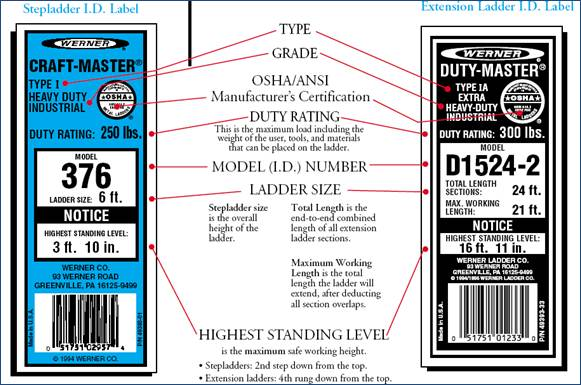 Stepladder I.D. Label
WERNER
CRAFT-MASTER®
TYPE I
HEAVY DUTY
INDUSTRIAL
OSHA
DUTY RATING: 250 lbs.
MODEL
376
LADDER SIZE: 6 ft.
NOTICE
HIGHEST STANDING LEVEL:
3 ft. 10 in.
WERNER CO.
93 WERNER ROAD
GREENVILLE, PA 16125-9499
Made in U.S.A.
© 1994 WERNER CO.
TYPE
GRADE
OSHA/ANSI
Manufacturer's Certification
DUTY RATING
This is the maximum load including the
weight of the user, tools, and materials
that can be placed on the ladder.
MODEL (I.D.) NUMBER
LADDER SIZE
Stepladder size
is the overall
height of the
ladder.
Total Length is the
end-to-end combined
length of all extension
ladder sections.
Maximum Working
Length is the total
length the ladder will
extend, after deducting
all section overlaps.
HIGHEST STANDING LEVEL
is the maximum safe working height.
• Stepladders: 2nd step down from the top.
• Extension ladders: 4th rung down from the top.
Extension Ladder I.D. Label
WERNER
DUTY-MASTER®
TYPE IA
EXTRA
HEAVY-DUTY
INDUSTRIAL
OSHA
DUTY RATING: 300 lbs.
MODEL
D1524-2
TOTAL LENGTH
SECTIONS: 24 ft.
MAX. WORKING
LENGTH: 21 ft.
NOTICE
HIGHEST STANDING LEVEL:
16 ft. 11 in.
WERNER LADDER CO.
93 WERNER ROAD
GREENVILLE, PA 16125-9499
Made in U.S.A.
0 51751 01233 0